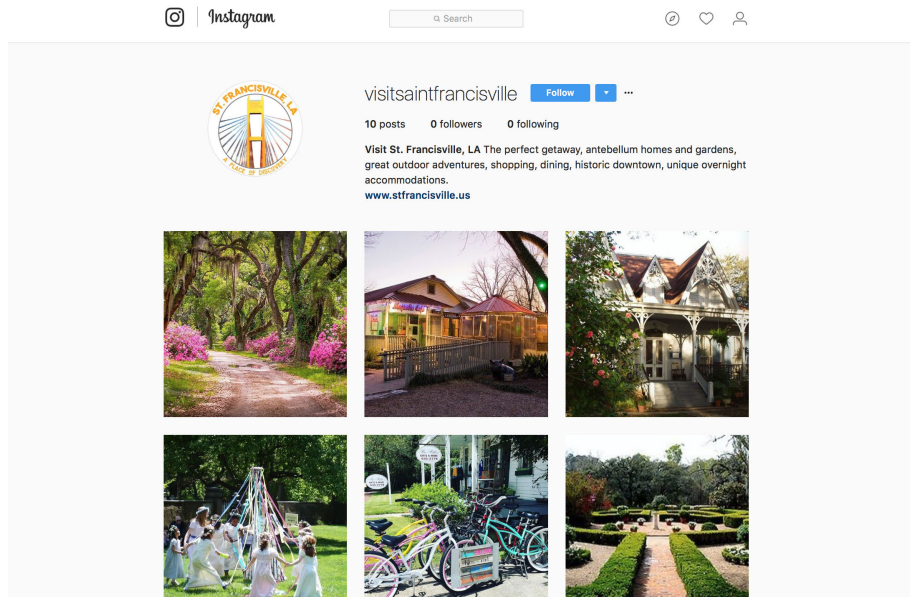 Instagram
Search
ST. FRANCISVILLE, LA
A PLACE OF DISCOVERY
visitsaintfrancisville Follow
10 posts 0 followers 0 following
Visit St. Francisville, LA The perfect getaway, antebellum homes and gardens,
great outdoor adventures, shopping, dining, historic downtown, unique overnight
accommodations.
www.stfrancisville.us